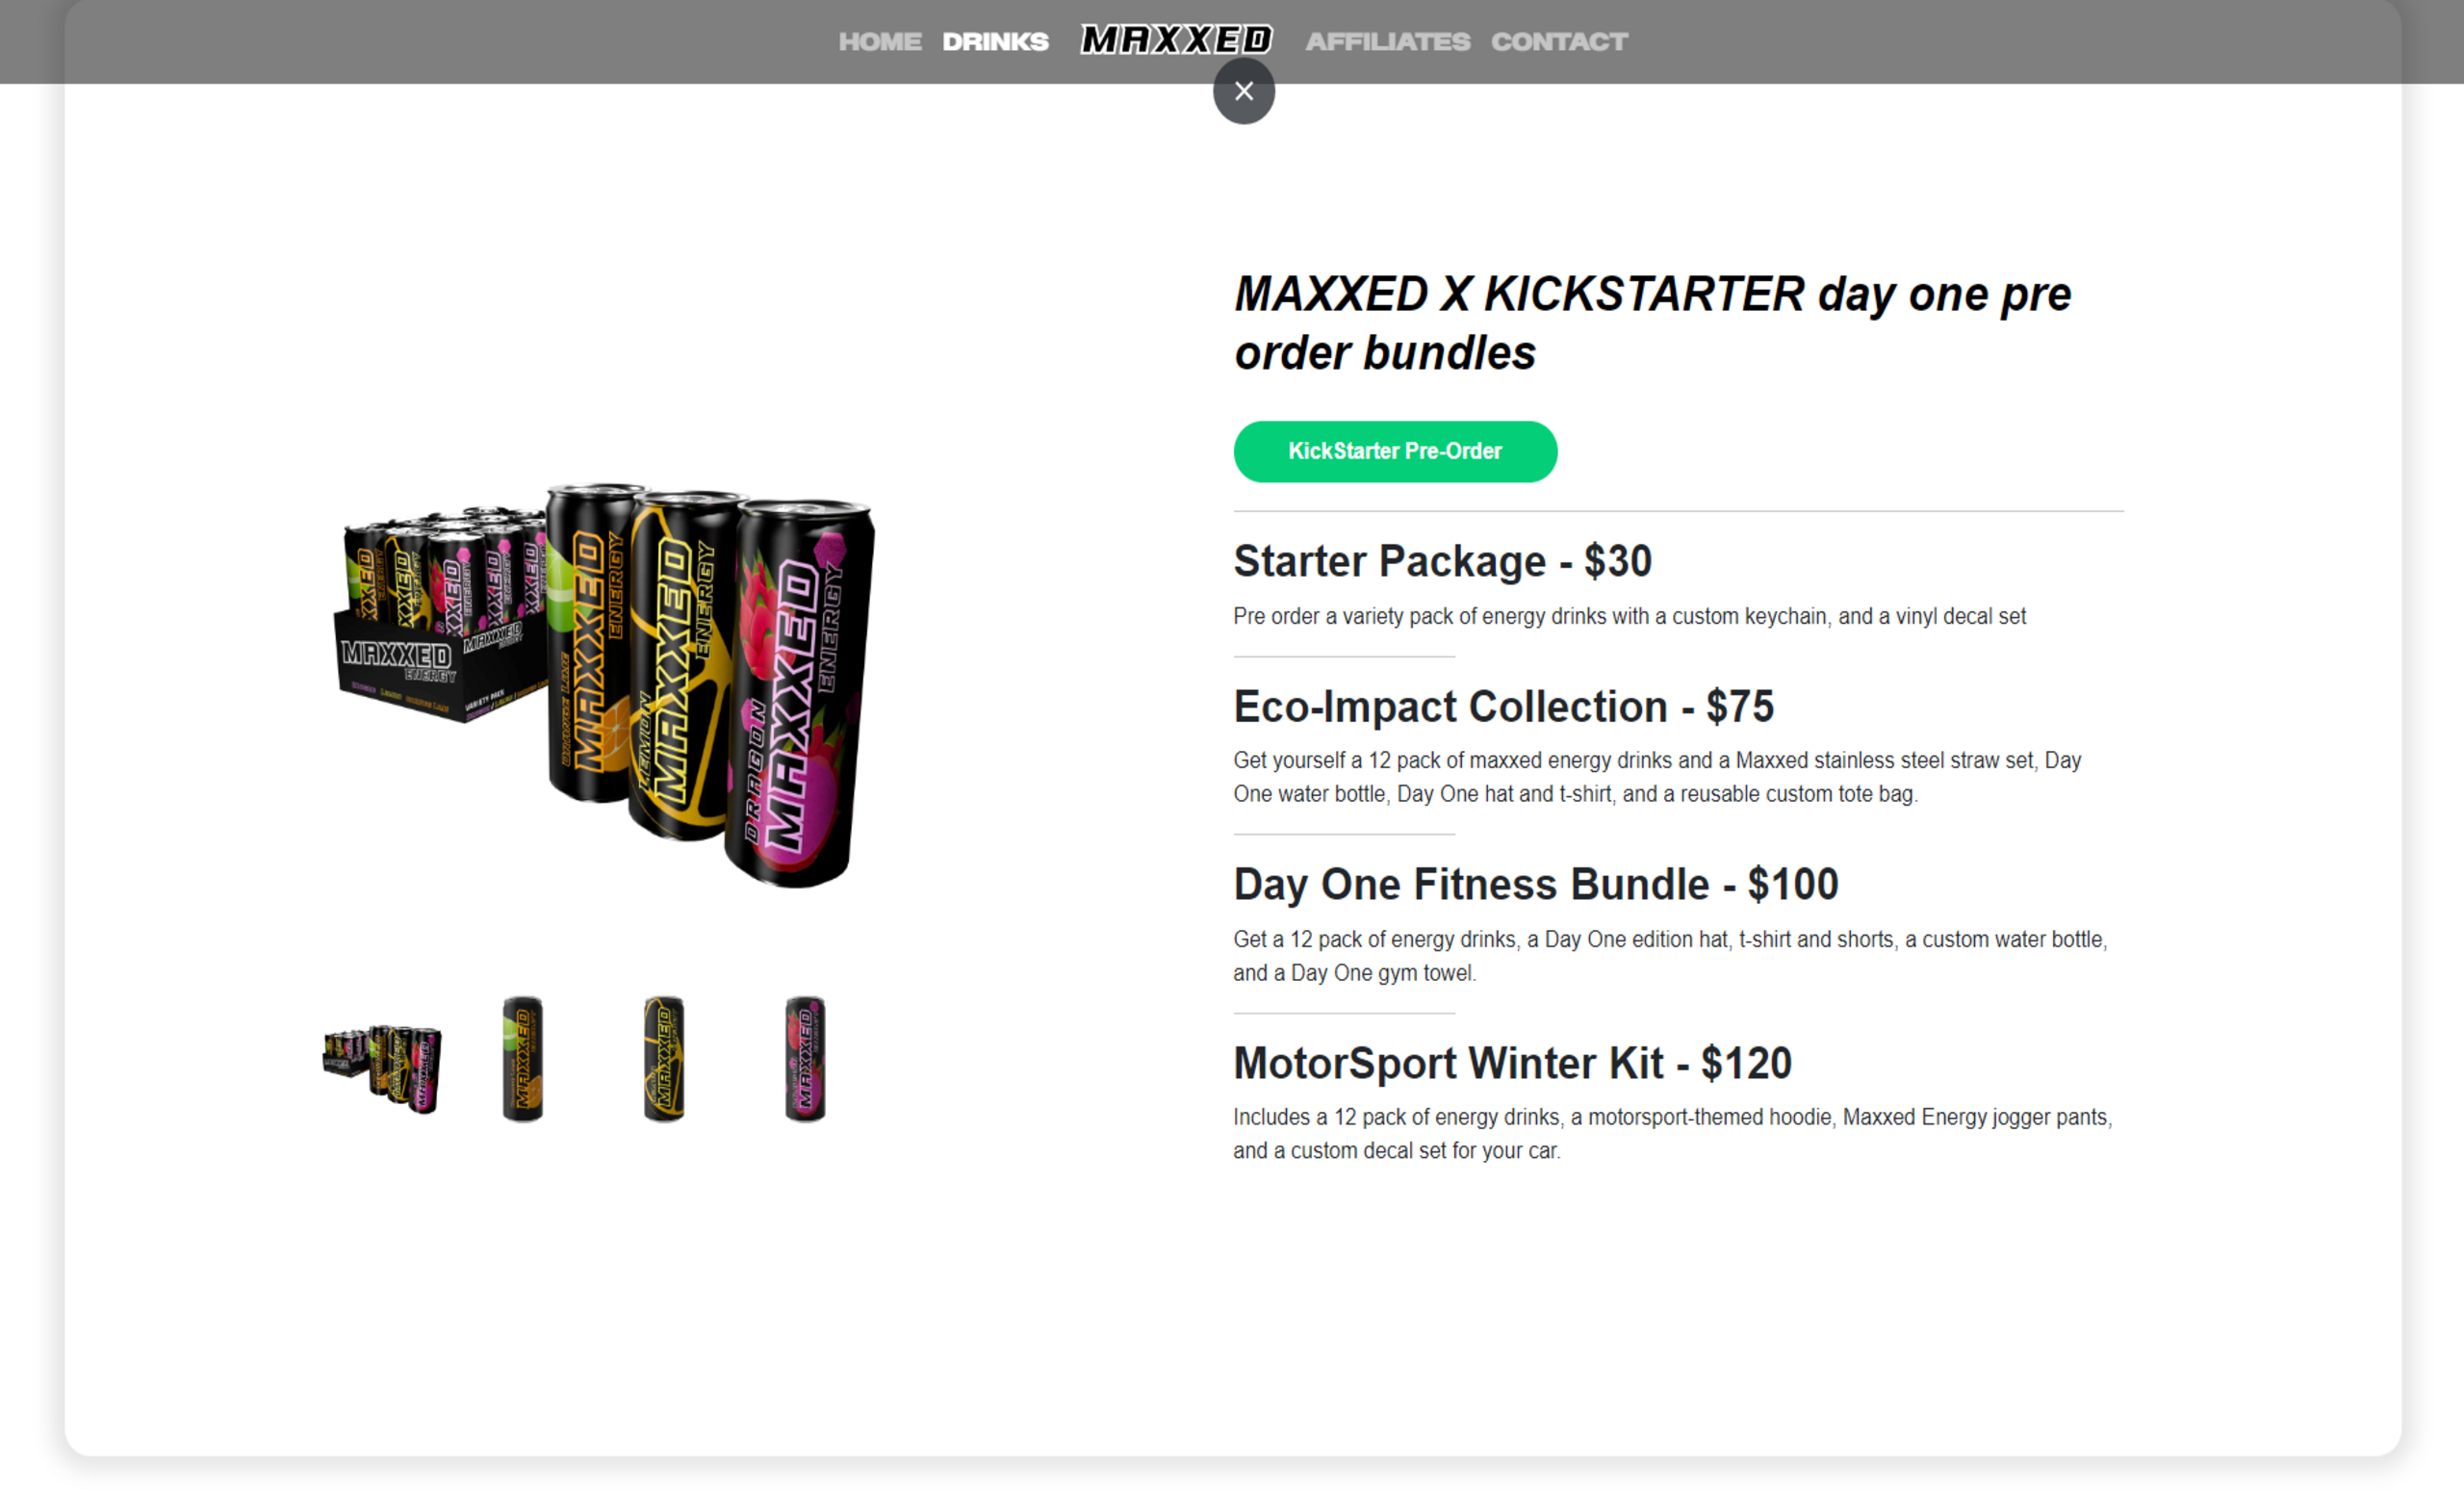 HOME DRINKS MAXXED AFFILIATES CONTACT
MAXXED X KICKSTARTER day one pre
order bundles
KickStarter Pre-Order
Starter Package - $30
Pre order a variety pack of energy drinks with a custom keychain, and a vinyl decal set
Eco-Impact Collection - $75
Get yourself a 12 pack of maxxed energy drinks and a Maxxed stainless steel straw set, Day
One water bottle, Day One hat and t-shirt, and a reusable custom tote bag.
Day One Fitness Bundle - $100
Get a 12 pack of energy drinks, a Day One edition hat, t-shirt and shorts, a custom water bottle,
and a Day One gym towel.
MotorSport Winter Kit - $120
Includes a 12 pack of energy drinks, a motorsport-themed hoodie, Maxxed Energy jogger pants,
and a custom decal set for your car.
MAXXED
ENERGY
MAXXED
VARIETY PACK
ORANGE LIME
MAXXED
ENERGY
LEMON
MAXXED
ENERGY
DRAGON
MAXXED
ENERGY
MAXXED
MAXXED
MAXXED